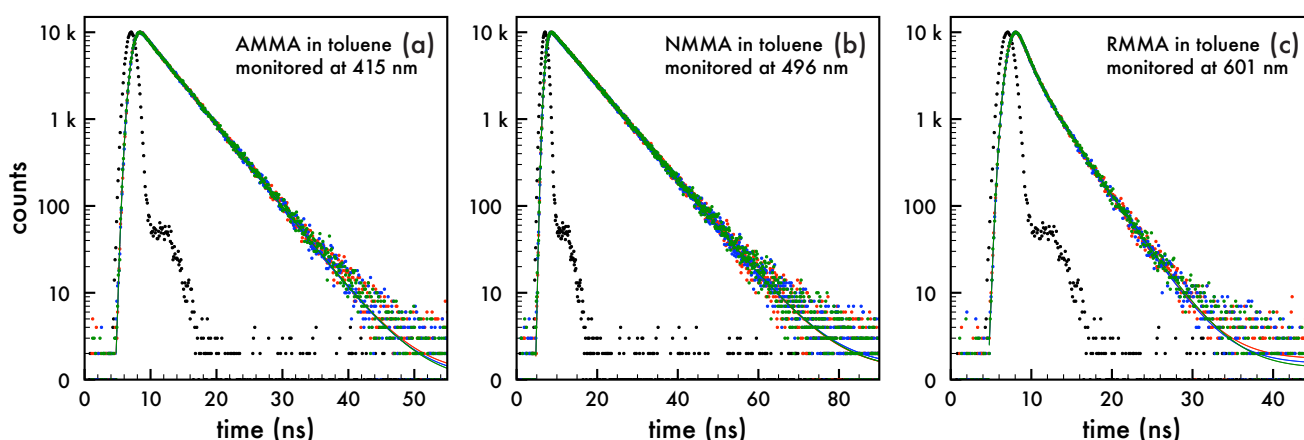 AMMA in toluene (a)
monitored at 415 nm
NMMA in toluene (b)
monitored at 496 nm
RMMA in toluene (c)
monitored at 601 nm
10 k 10 k 10 k
1 k 1 k 1 k
100 100 100
10 10 10
0 0 0
counts
0 10 20 30 40 50 0 20 40 60 80 0 10 20 30 40
time (ns) time (ns) time (ns)